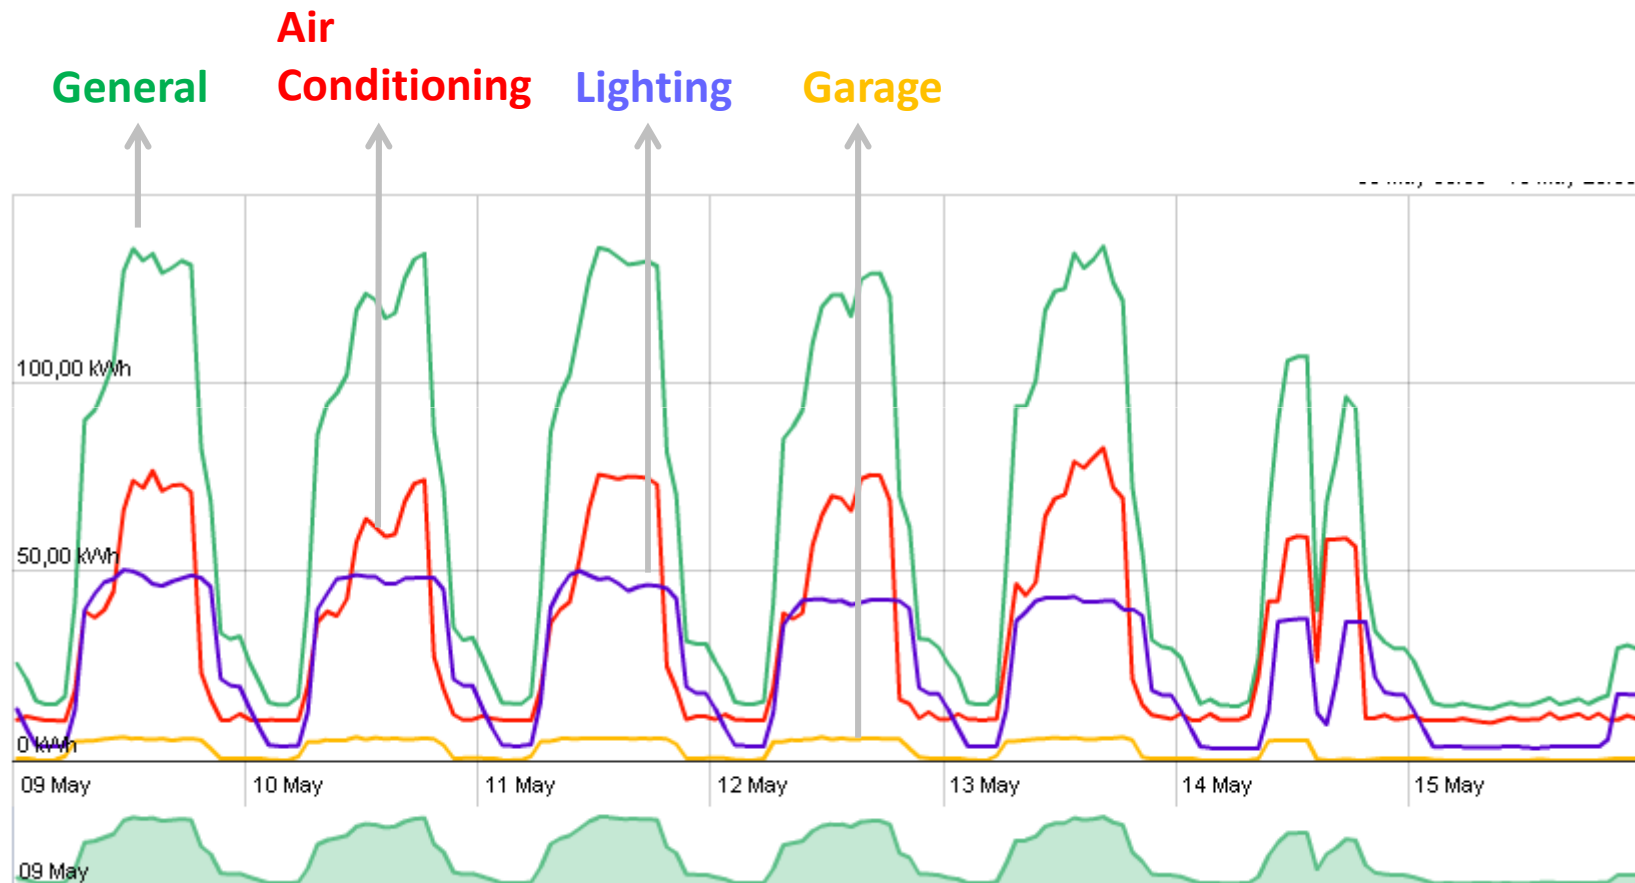 Air
General Conditioning Lighting Garage
100,00 kWh
50,00 kWh
0 kWh
09 May 10 May 11 May 12 May 13 May 14 May 15 May
09 May